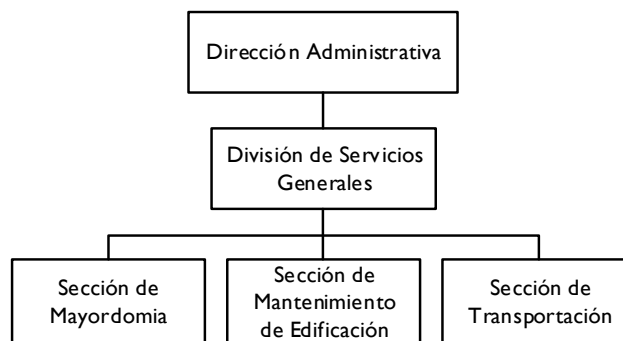 Dirección Administrativa
División de Servicios
Generales
Sección de
Mayordomia
Sección de
Mantenimiento
de Edificación
Sección de
Transportación